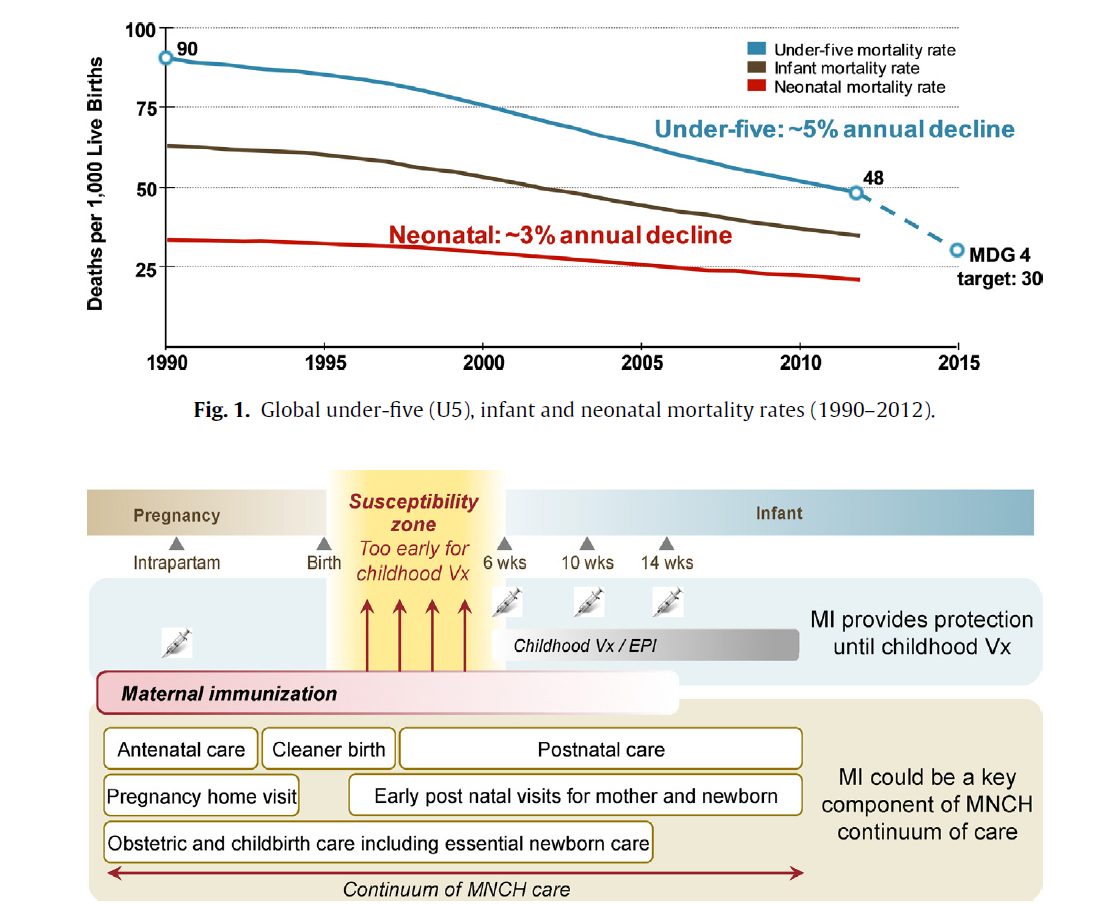 100
90
Under-five mortality rate
Infant mortality rate
Neonatal mortality rate
Deaths per 1,000 Live Births
75
Under-five: ~5% annual decline
50
48
Neonatal: ~3% annual decline
25
MDG 4
target: 30
1990
1995
2000
2005
2010
2015
Fig. 1. Global under-five (U5), infant and neonatal mortality rates (1990–2012).
Pregnancy
Susceptibility
zone
Too early for
childhood Vx
Infant
Intrapartam
Birth
6 wks
10 wks
14 wks
Childhood Vx / EPI
MI provides protection
until childhood Vx
Maternal immunization
Antenatal care
Cleaner birth
Postnatal care
Pregnancy home visit
Early post natal visits for mother and newborn
Obstetric and childbirth care including essential newborn care
Continuum of MNCH care
MI could be a key
component of MNCH
continuum of care